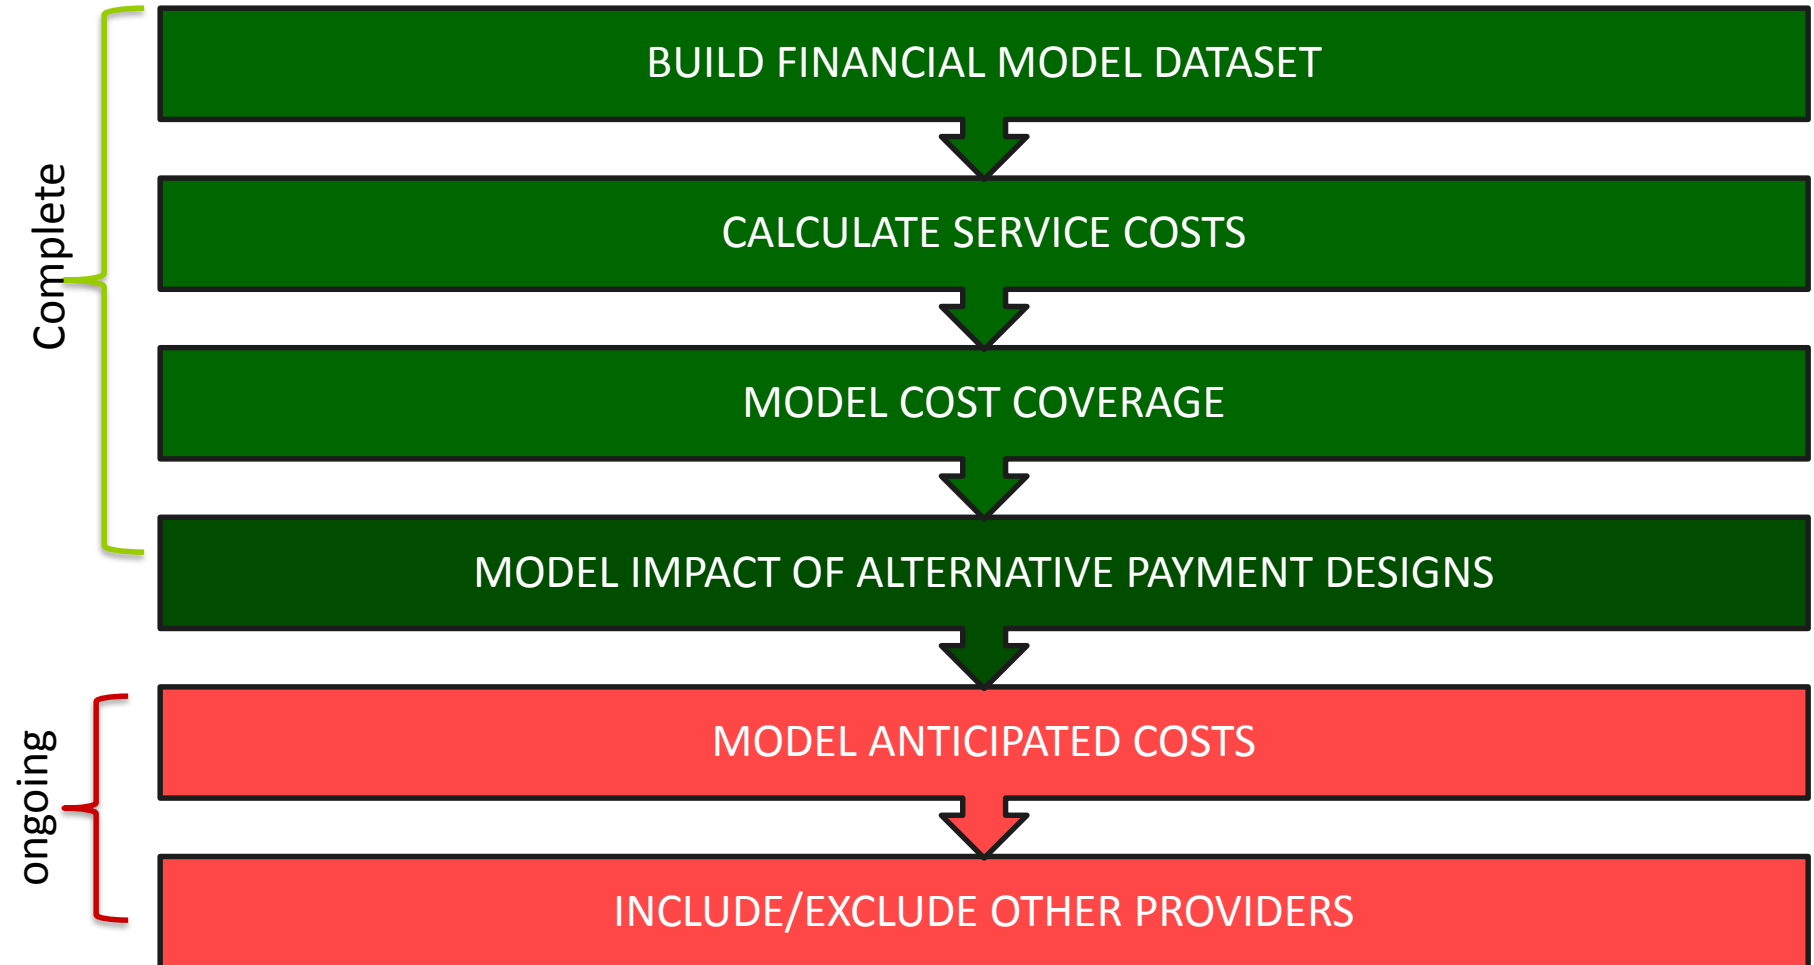 BUILD FINANCIAL MODEL DATASET
CALCULATE SERVICE COSTS
Complete
MODEL COST COVERAGE
MODEL IMPACT OF ALTERNATIVE PAYMENT DESIGNS
MODEL ANTICIPATED COSTS
ongoing
INCLUDE/EXCLUDE OTHER PROVIDERS